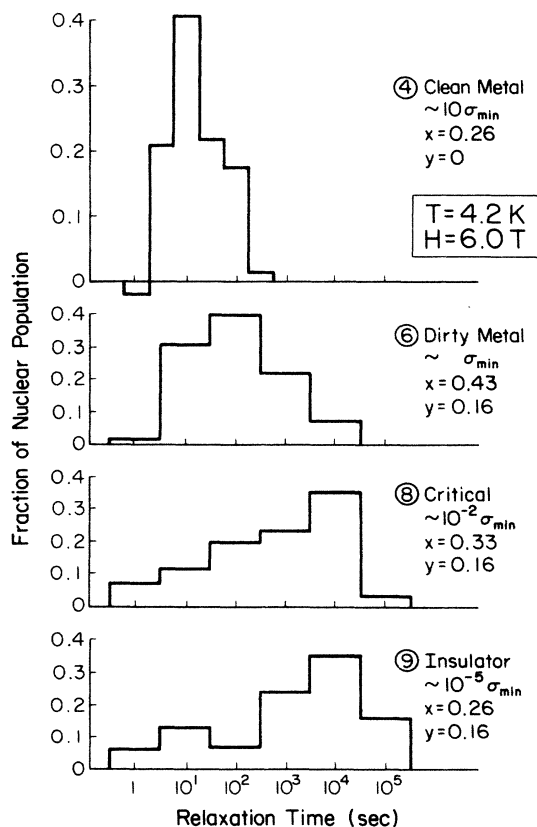 Fraction of Nuclear Population
0.4
0.3
0.2
0.1
0
④ Clean Metal
~10σmin
x=0.26
y=0
T=4.2 K
H=6.0 T
0.4
0.3
0.2
0.1
0
⑥ Dirty Metal
~ σmin
x=0.43
y=0.16
0.4
0.3
0.2
0.1
0
⑧ Critical
~10⁻²σmin
x=0.33
y=0.16
0.4
0.3
0.2
0.1
0
⑨ Insulator
~10⁻⁵σmin
x=0.26
y=0.16
1 10¹ 10² 10³ 10⁴ 10⁵
Relaxation Time (sec)